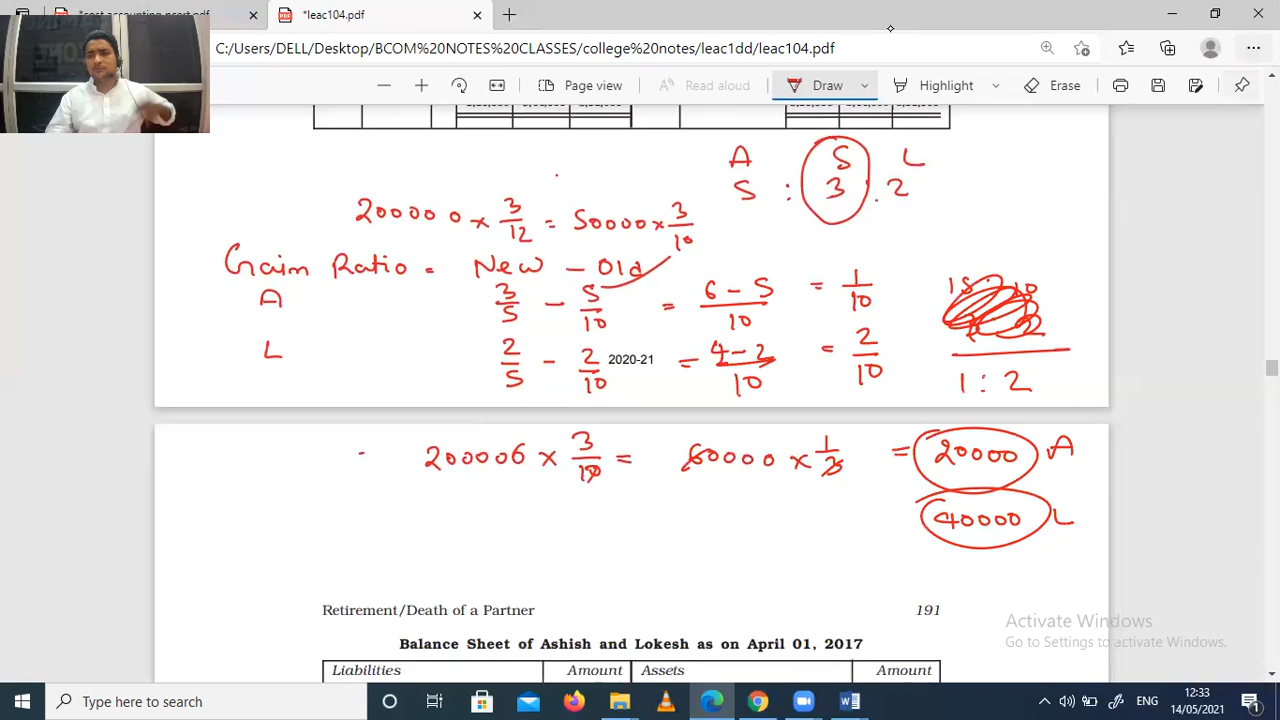 *leac104.pdf
C:/Users/DELL/Desktop/BCOM%20NOTES%20CLASSES/college%20notes/leac1dd/leac104.pdf
Page view Read aloud Draw Highlight Erase
A S L
5 : 3 : 2
200000 × 3/12 = 50000 × 3/10
Gain Ratio = New - Old
A 3/5 - 5/10 = 6-5/10 = 1/10
L 2/5 - 2/10 2020-21 = 4-2/10 = 2/10
1 : 2
200000 × 3/10 = 60000 × 1/3 = 20000 A
40000 L
Retirement/Death of a Partner 191
Balance Sheet of Ashish and Lokesh as on April 01, 2017
Liabilities Amount Assets Amount
Activate Windows
Go to Settings to activate Windows.
Type here to search
ENG
12:33
14/05/2021